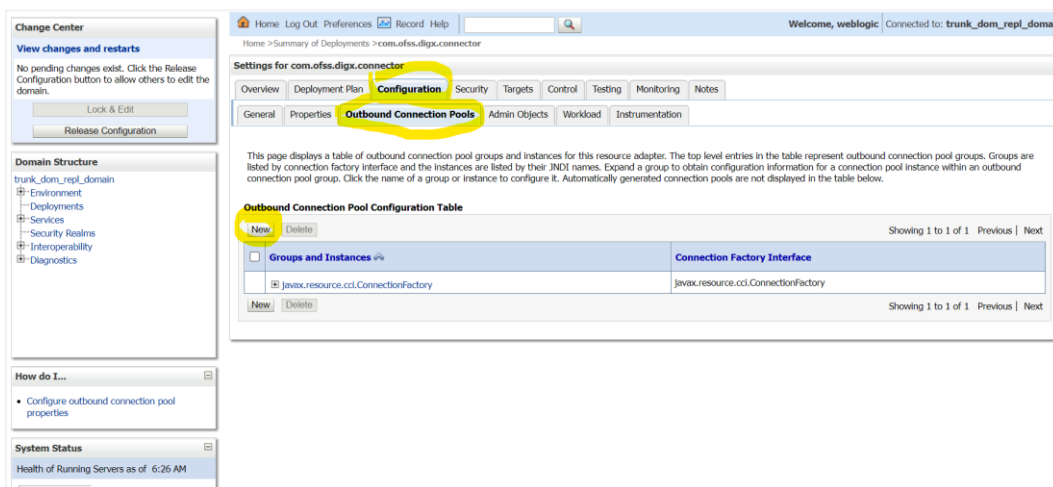 Change Center
View changes and restarts
No pending changes exist. Click the Release
Configuration button to allow others to edit the
domain.
Lock & Edit
Release Configuration
Domain Structure
trunk_dom_repl_domain
Environment
Deployments
Services
Security Realms
Interoperability
Diagnostics
How do I...
Configure outbound connection pool
properties
System Status
Health of Running Servers as of 6:26 AM
Home Log Out Preferences Record Help
Welcome, weblogic Connected to: trunk_dom_repl_doma
Home >Summary of Deployments >com.ofss.digx.connector
Settings for com.ofss.digx.connector
Overview Deployment Plan Configuration Security Targets Control Testing Monitoring Notes
General Properties Outbound Connection Pools Admin Objects Workload Instrumentation
This page displays a table of outbound connection pool groups and instances for this resource adapter. The top level entries in the table represent outbound connection pool groups. Groups are
listed by connection factory interface and the instances are listed by their JNDI names. Expand a group to obtain configuration information for a connection pool instance within an outbound
connection pool group. Click the name of a group or instance to configure it. Automatically generated connection pools are not displayed in the table below.
Outbound Connection Pool Configuration Table
New Delete Showing 1 to 1 of 1 Previous | Next
Groups and Instances Connection Factory Interface
javax.resource.cci.ConnectionFactory javax.resource.cci.ConnectionFactory
New Delete Showing 1 to 1 of 1 Previous | Next